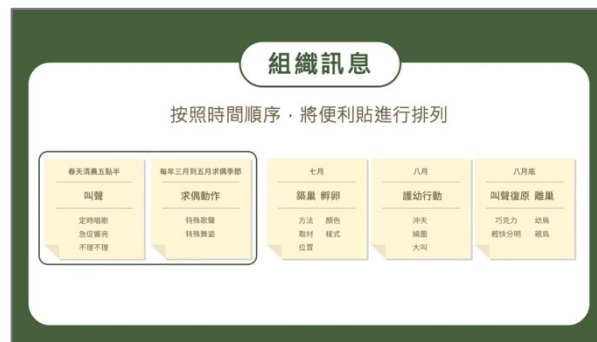 組織訊息
按照時間順序，將便利貼進行排列
春天清晨五點半
叫聲
定時唱歌
急促響亮
不理不理
每年三月到五月求偶季節
求偶動作
特殊歌聲
特殊舞姿
七月
築巢 孵卵
方法 顏色
取材 樣式
位置
八月
護幼行動
沖天
繞圈
大叫
八月底
叫聲復原 離巢
巧克力 幼鳥
輕快分明 親鳥